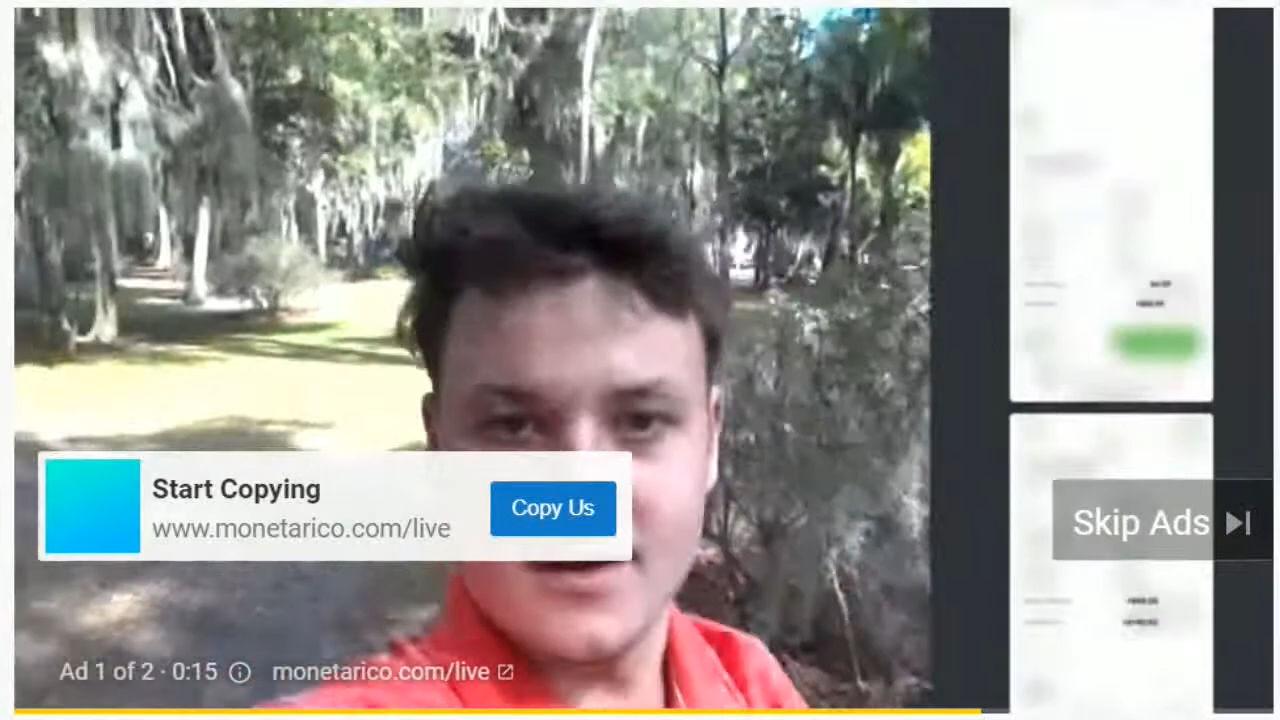 Start Copying
www.monetarico.com/live
Copy Us
Skip Ads
Ad 1 of 2 · 0:15
monetarico.com/live